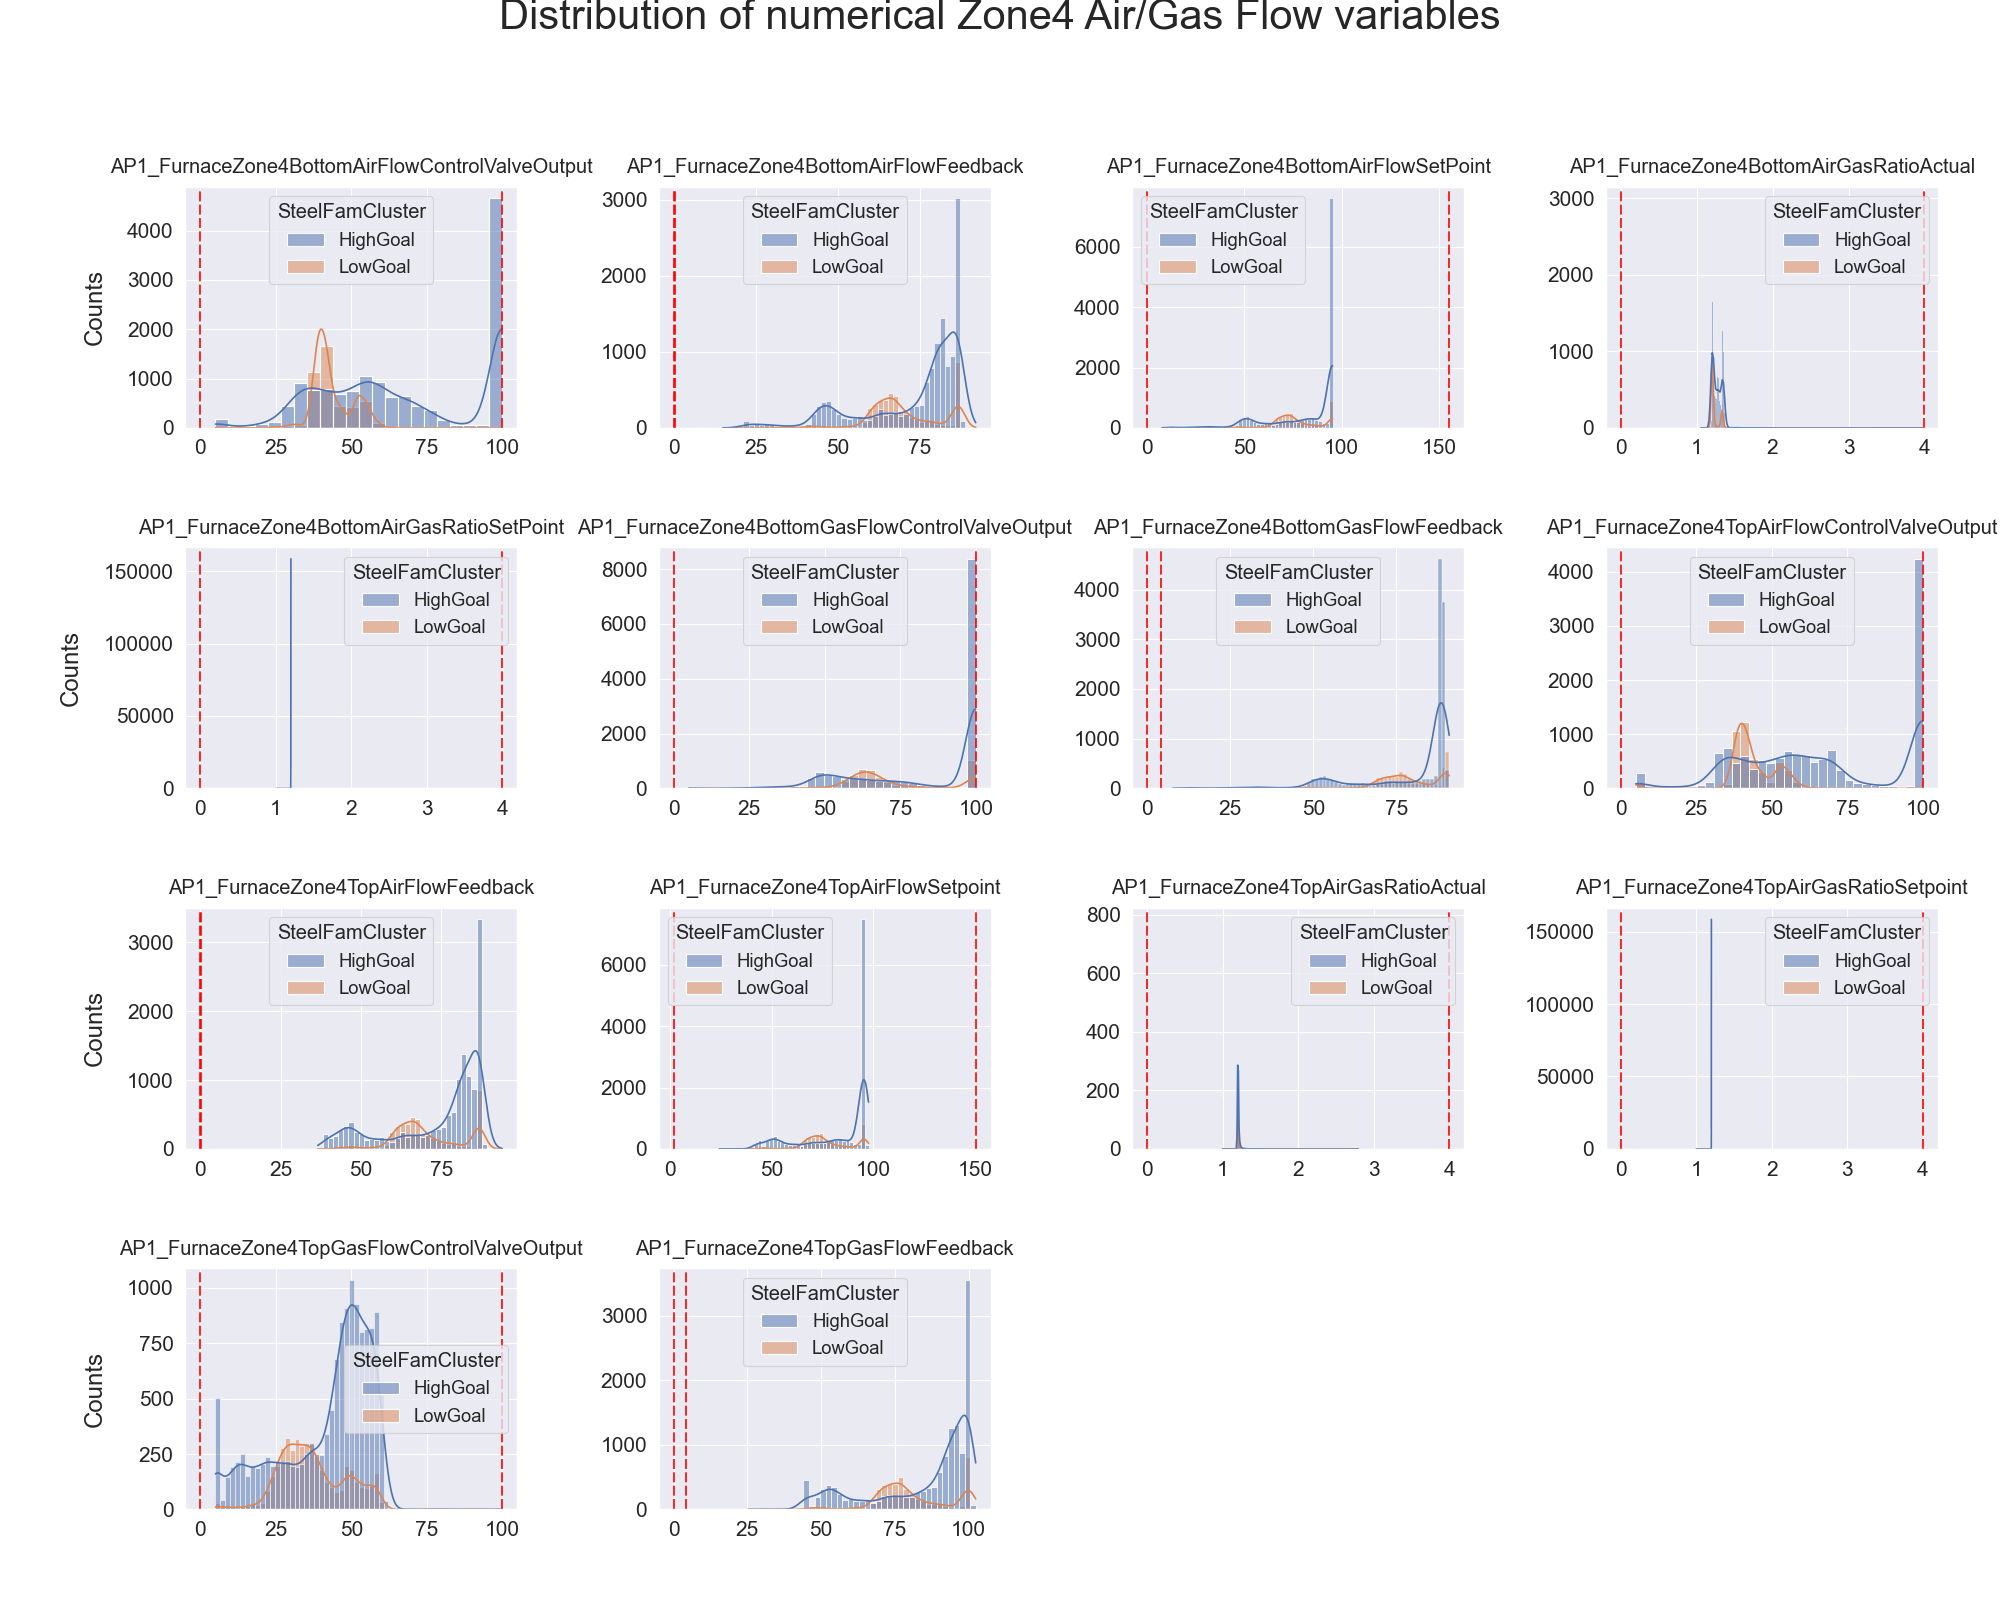 Distribution of numerical Zone4 Air/Gas Flow variables
AP1_FurnaceZone4BottomAirFlowControlValveOutput
Counts
4000
3000
2000
1000
0
SteelFamCluster
HighGoal
LowGoal
0 25 50 75 100
AP1_FurnaceZone4BottomAirFlowFeedback
3000
2000
1000
0
SteelFamCluster
HighGoal
LowGoal
0 25 50 75
AP1_FurnaceZone4BottomAirFlowSetPoint
6000
4000
2000
0
SteelFamCluster
HighGoal
LowGoal
0 50 100 150
AP1_FurnaceZone4BottomAirGasRatioActual
3000
2000
1000
0
SteelFamCluster
HighGoal
LowGoal
0 1 2 3 4
AP1_FurnaceZone4BottomAirGasRatioSetPoint
Counts
150000
100000
50000
0
SteelFamCluster
HighGoal
LowGoal
0 1 2 3 4
AP1_FurnaceZone4BottomGasFlowControlValveOutput
8000
6000
4000
2000
0
SteelFamCluster
HighGoal
LowGoal
0 25 50 75 100
AP1_FurnaceZone4BottomGasFlowFeedback
4000
3000
2000
1000
0
SteelFamCluster
HighGoal
LowGoal
0 25 50 75
AP1_FurnaceZone4TopAirFlowControlValveOutput
4000
3000
2000
1000
0
SteelFamCluster
HighGoal
LowGoal
0 25 50 75 100
AP1_FurnaceZone4TopAirFlowFeedback
Counts
3000
2000
1000
0
SteelFamCluster
HighGoal
LowGoal
0 25 50 75
AP1_FurnaceZone4TopAirFlowSetpoint
6000
4000
2000
0
SteelFamCluster
HighGoal
LowGoal
0 50 100 150
AP1_FurnaceZone4TopAirGasRatioActual
800
600
400
200
0
SteelFamCluster
HighGoal
LowGoal
0 1 2 3 4
AP1_FurnaceZone4TopAirGasRatioSetpoint
150000
100000
50000
0
SteelFamCluster
HighGoal
LowGoal
0 1 2 3 4
AP1_FurnaceZone4TopGasFlowControlValveOutput
Counts
1000
750
500
250
0
SteelFamCluster
HighGoal
LowGoal
0 25 50 75 100
AP1_FurnaceZone4TopGasFlowFeedback
3000
2000
1000
0
SteelFamCluster
HighGoal
LowGoal
0 25 50 75 100